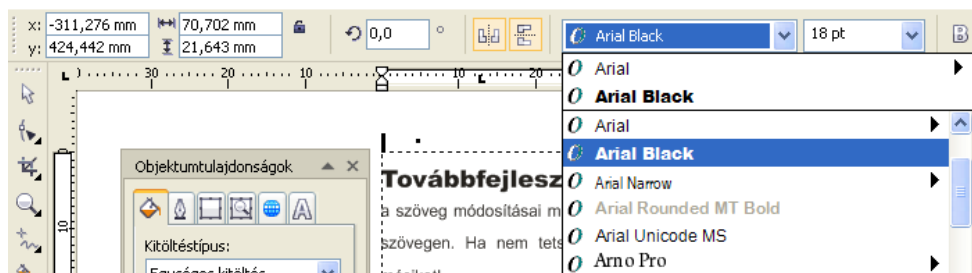 x: -311,276 mm 70,702 mm 0,0 ° Arial Black 18 pt B
y: 424,442 mm 21,643 mm
30 20 10 10 20
Arial
Arial Black
Arial
Arial Black
Arial Narrow
Arial Rounded MT Bold
Arial Unicode MS
Arno Pro
10
Objektumtulajdonságok
Kitöltéstípus:
Továbbfejlesz
a szöveg módosításai m
szövegen. Ha nem tets